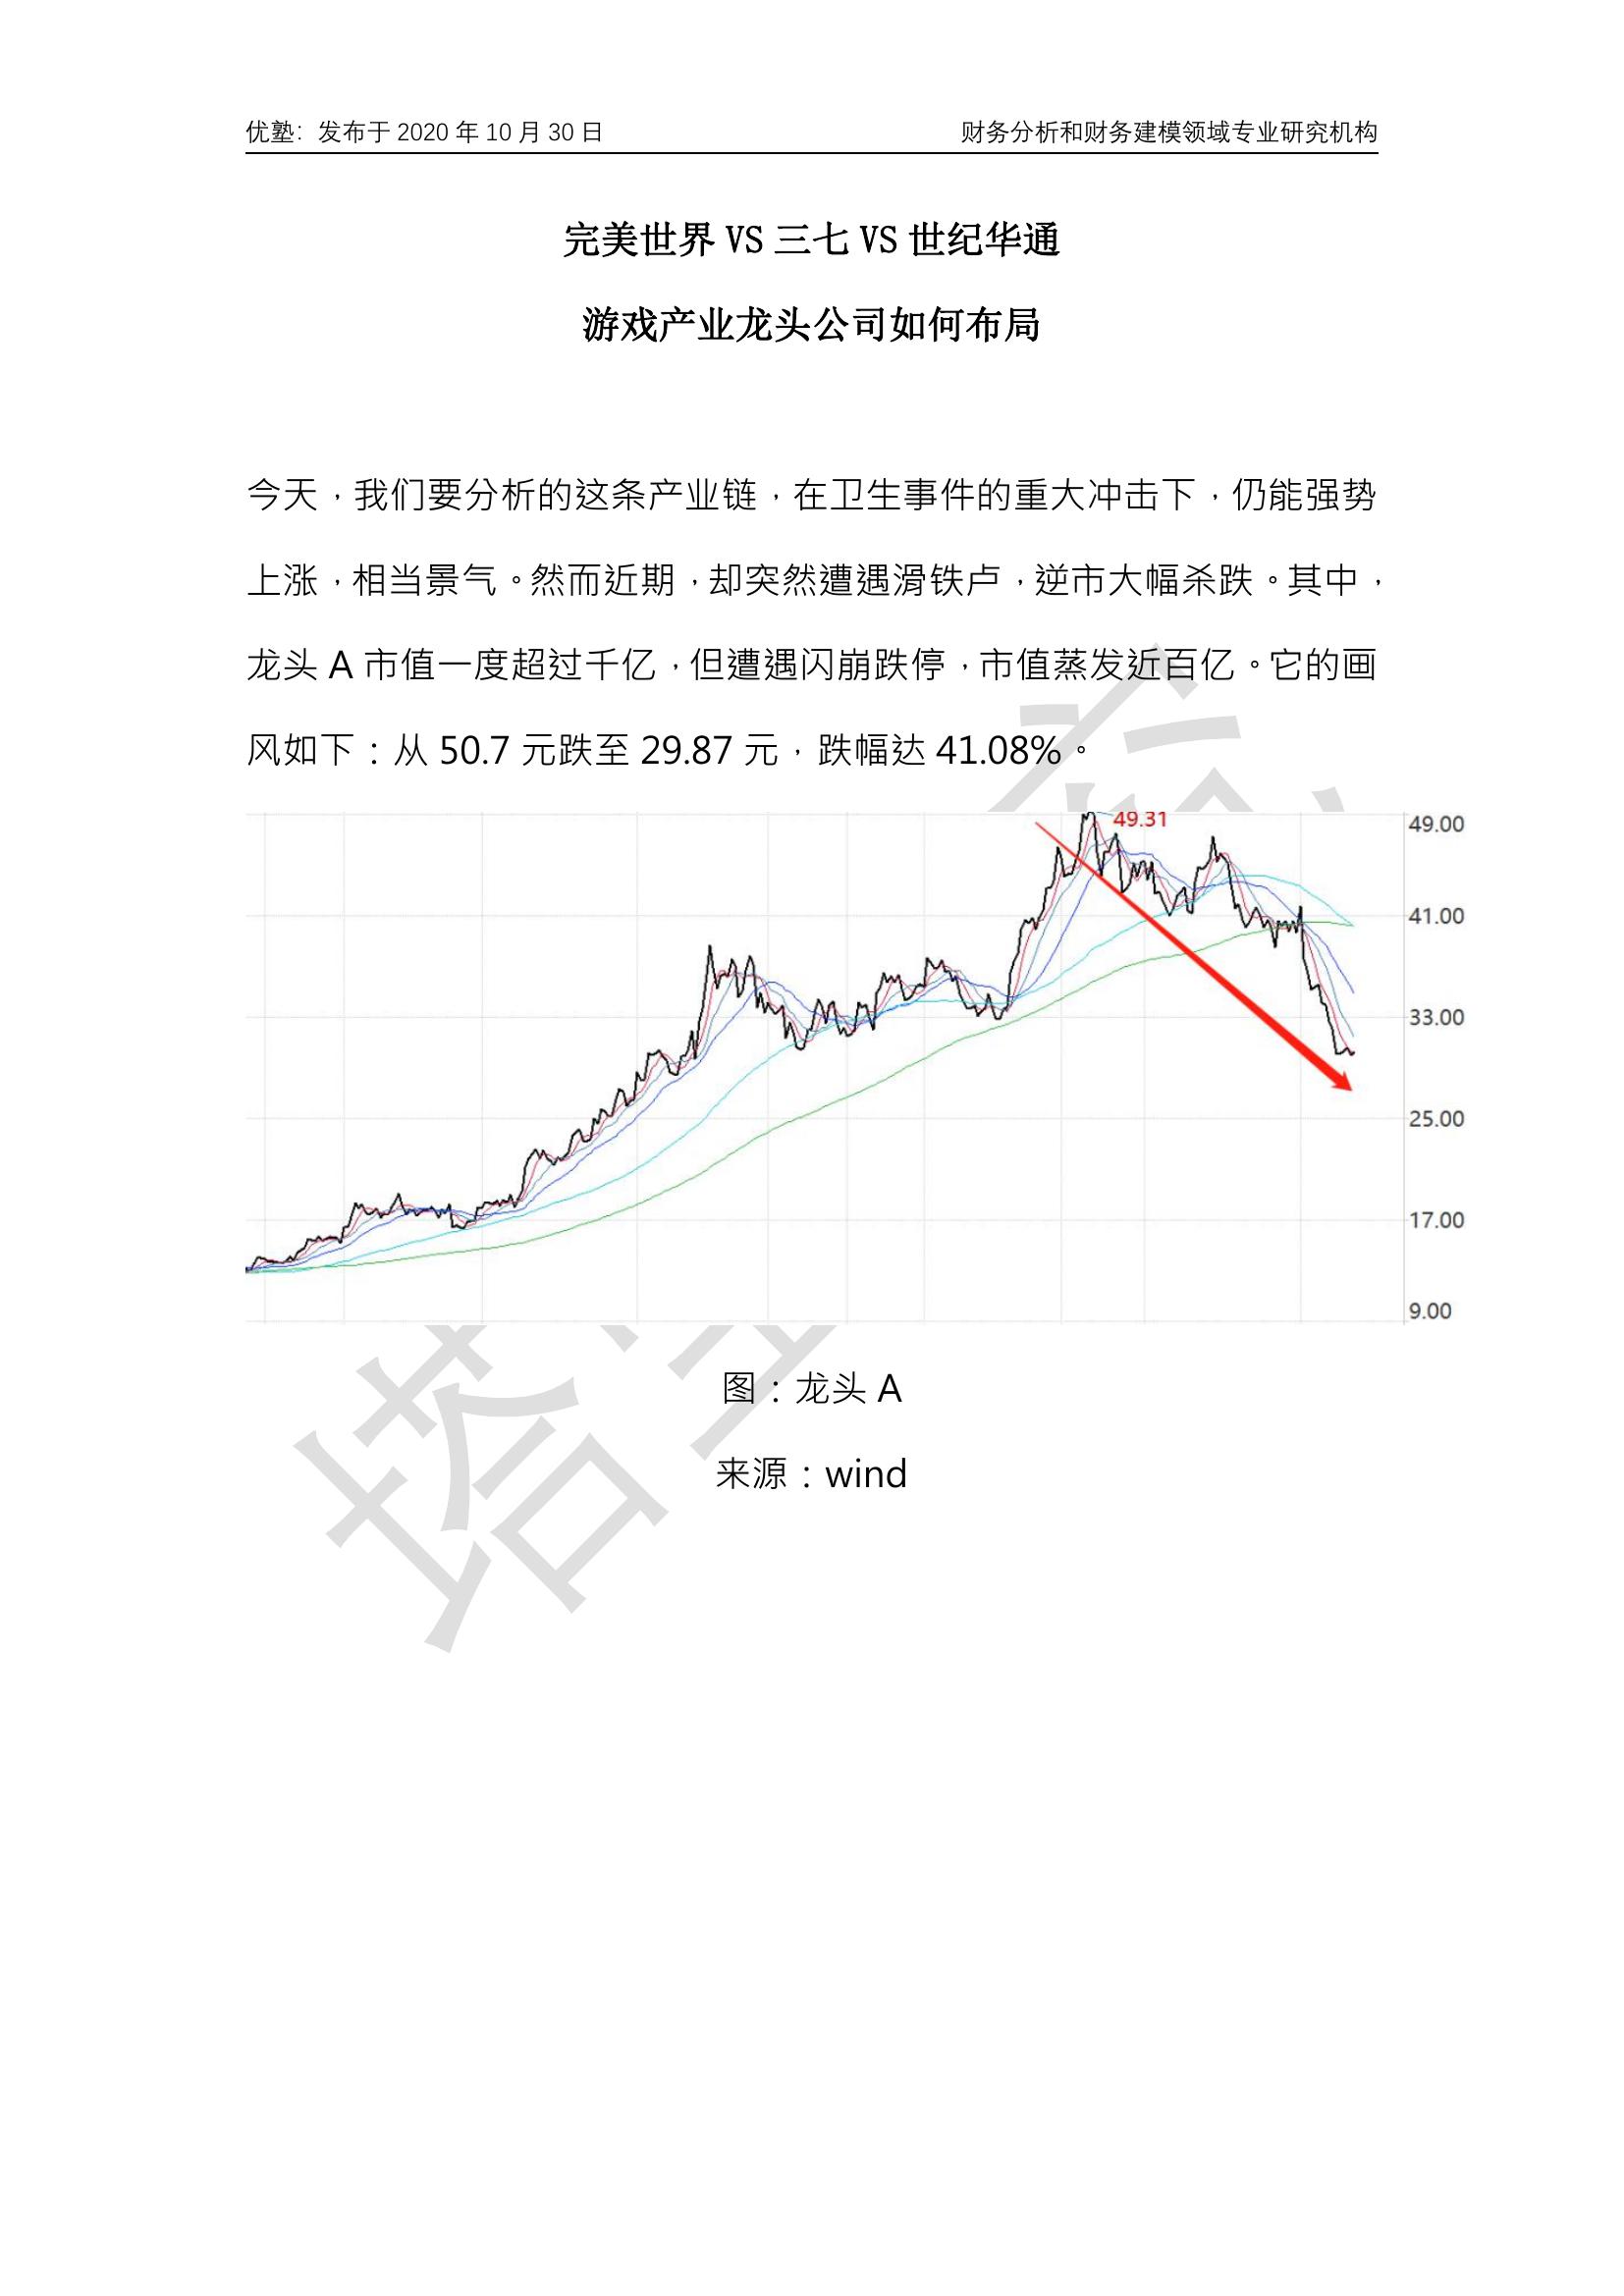 优塾：发布于 2020 年 10 月 30 日 财务分析和财务建模领域专业研究机构
完美世界 VS 三七 VS 世纪华通
游戏产业龙头公司如何布局
今天，我们要分析的这条产业链，在卫生事件的重大冲击下，仍能强势
上涨，相当景气。然而近期，却突然遭遇滑铁卢，逆市大幅杀跌。其中，
龙头 A 市值一度超过千亿，但遭遇闪崩跌停，市值蒸发近百亿。它的画
风如下：从 50.7 元跌至 29.87 元，跌幅达 41.08%。
49.31
49.00
41.00
33.00
25.00
17.00
9.00
图：龙头 A
来源：wind